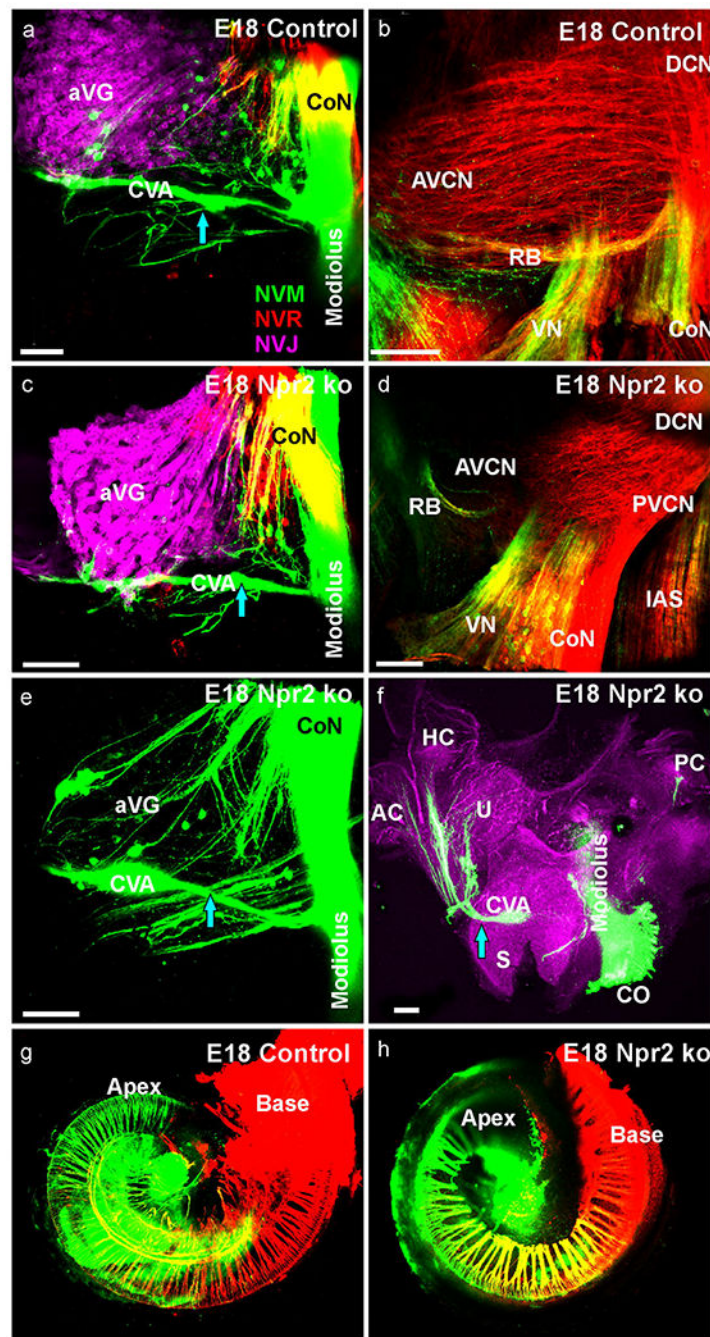 a E18 Control
aVG
CoN
CVA
Modiolus
NVM
NVR
NVJ
b E18 Control
DCN
AVCN
RB
VN
CoN
c E18 Npr2 ko
CoN
aVG
CVA
Modiolus
d E18 Npr2 ko
DCN
AVCN
RB
PVCN
IAS
VN
CoN
e E18 Npr2 ko
CoN
aVG
CVA
Modiolus
f E18 Npr2 ko
HC
PC
AC
U
Modiolus
CVA
S
CO
g E18 Control
Apex
Base
h E18 Npr2 ko
Apex
Base